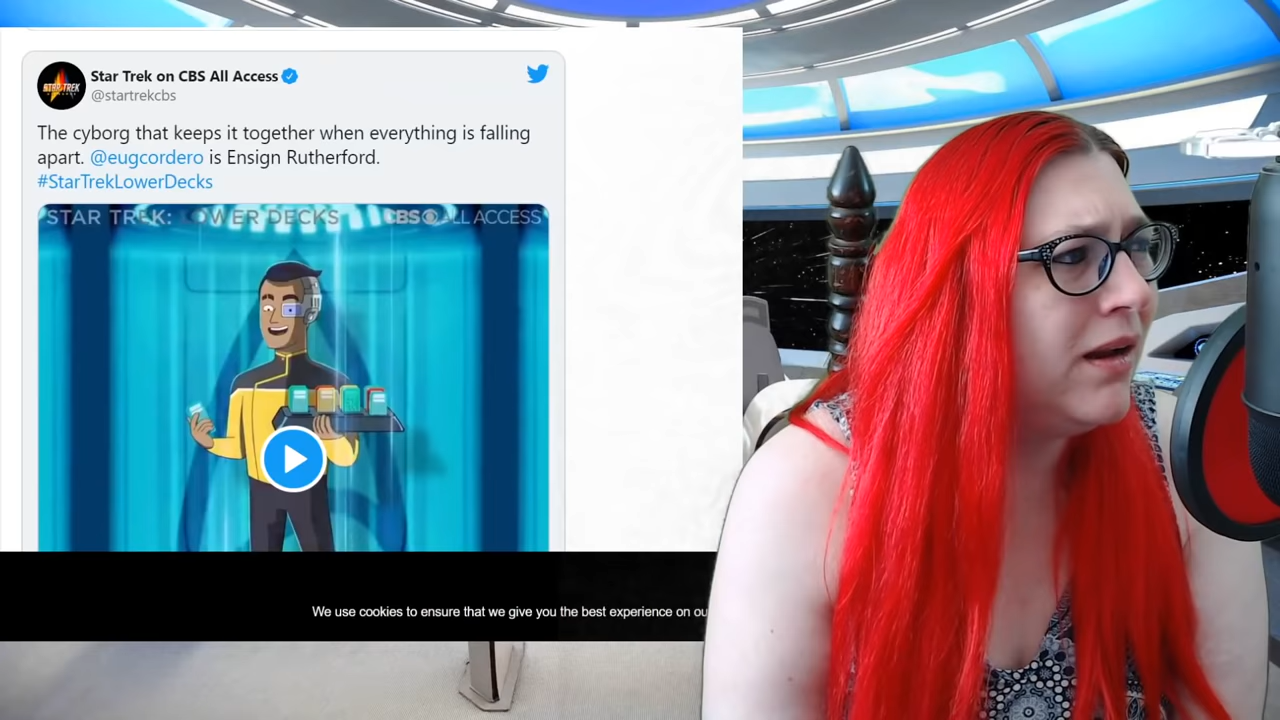 Star Trek on CBS All Access
@startrekcbs
The cyborg that keeps it together when everything is falling
apart. @eugcordero is Ensign Rutherford.
#StarTrekLowerDecks
STAR TREK: OWER DECKS
CBS ALL ACCESS
We use cookies to ensure that we give you the best experience on ou